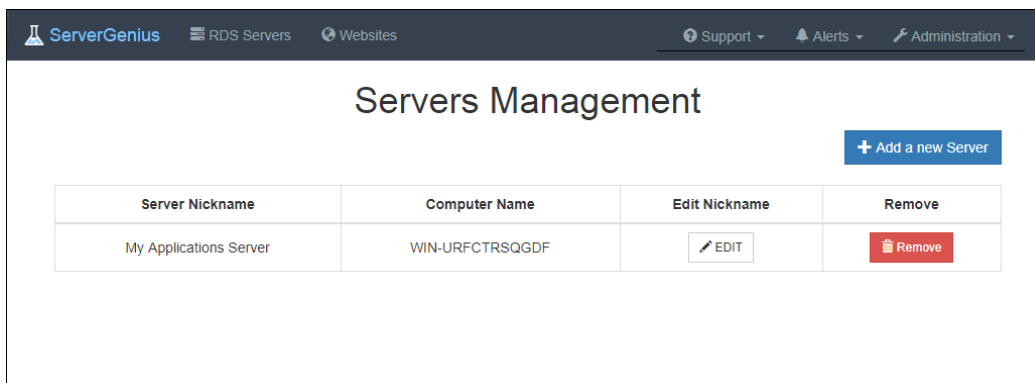 ServerGenius RDS Servers Websites Support Alerts Administration
Servers Management
+ Add a new Server
Server Nickname Computer Name Edit Nickname Remove
My Applications Server WIN-URFCTRSQGDF EDIT Remove